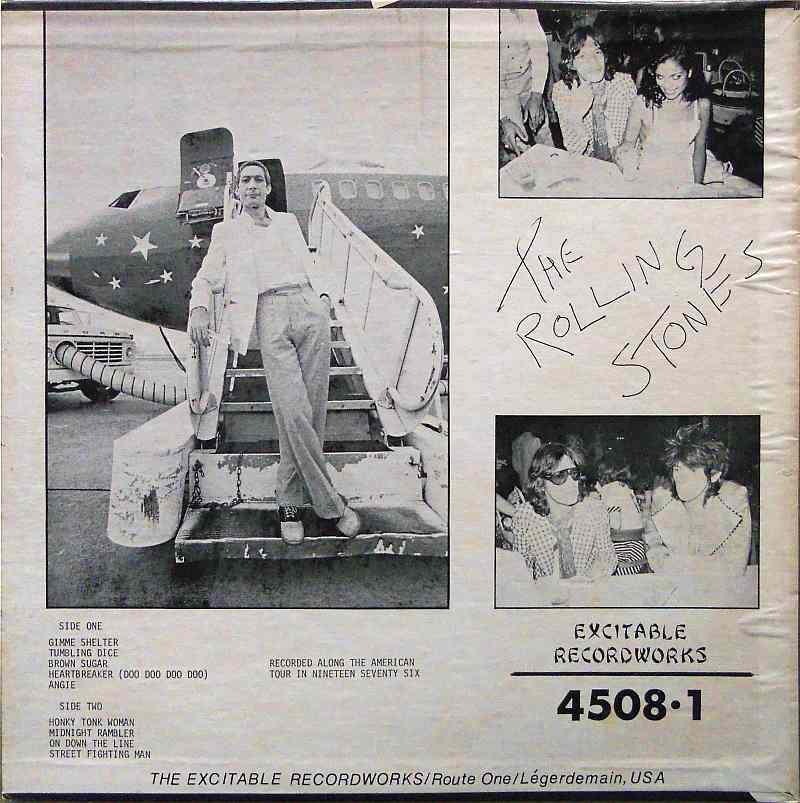 THE
ROLLING
STONES
EXCITABLE
RECORDWORKS
4508·1
SIDE ONE
GIMME SHELTER
TUMBLING DICE
BROWN SUGAR
HEARTBREAKER (DOO DOO DOO DOO)
ANGIE
SIDE TWO
HONKY TONK WOMAN
MIDNIGHT RAMBLER
ON DOWN THE LINE
STREET FIGHTING MAN
RECORDED ALONG THE AMERICAN
TOUR IN NINETEEN SEVENTY SIX
THE EXCITABLE RECORDWORKS/Route One/Légerdemain, USA